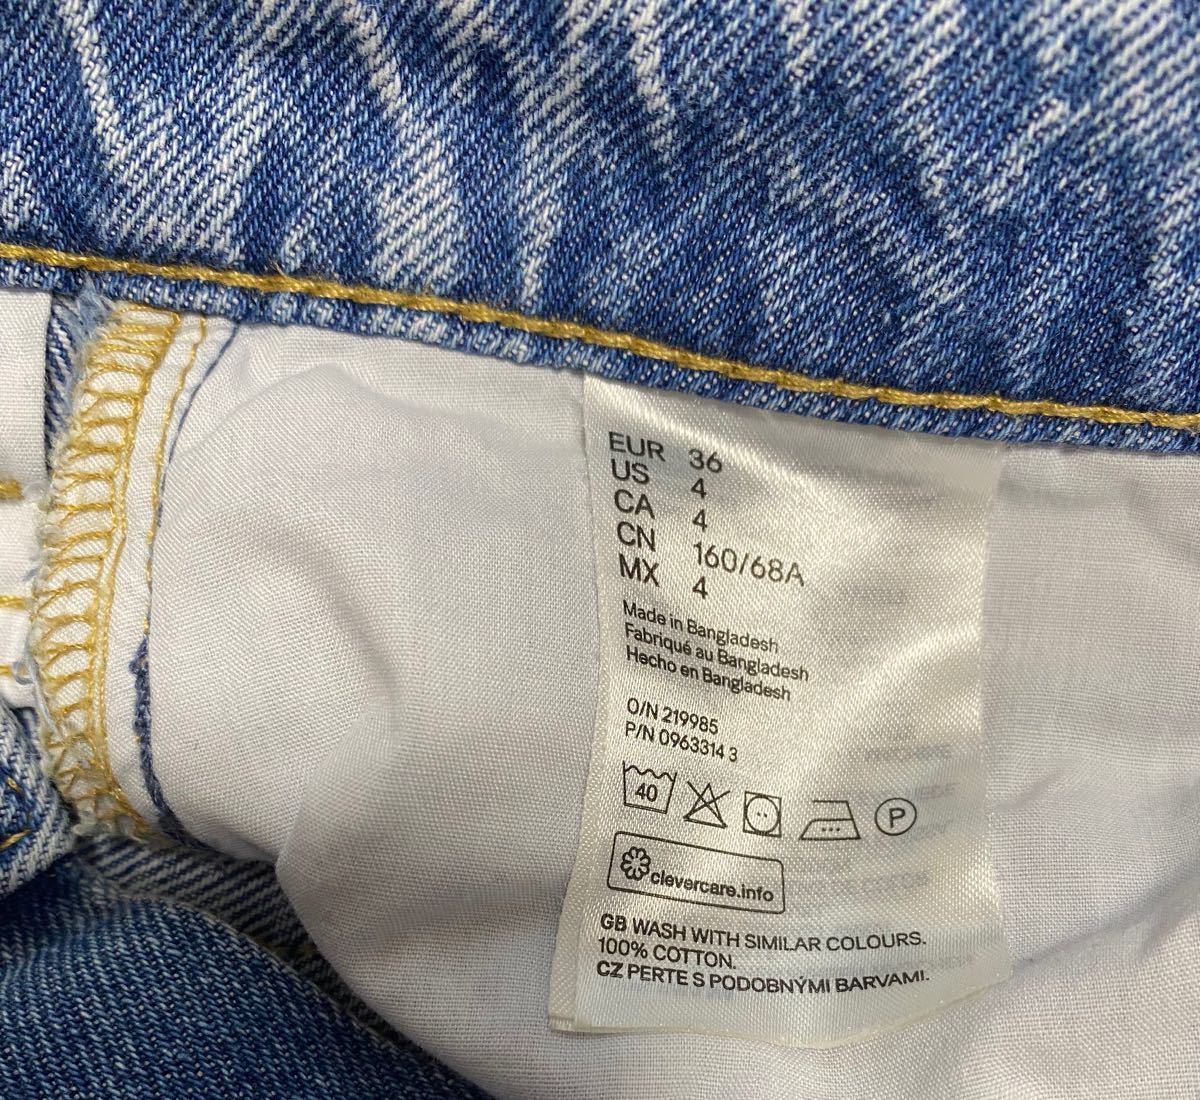 EUR 36
US 4
CA 4
CN 160/68A
MX 4
Made in Bangladesh
Fabriqué au Bangladesh
Hecho en Bangladesh
O/N 219985
P/N 0963314 3
40
P
clevercare.info
GB WASH WITH SIMILAR COLOURS.
100% COTTON.
CZ PERTE S PODOBNÝMI BARVAMI.